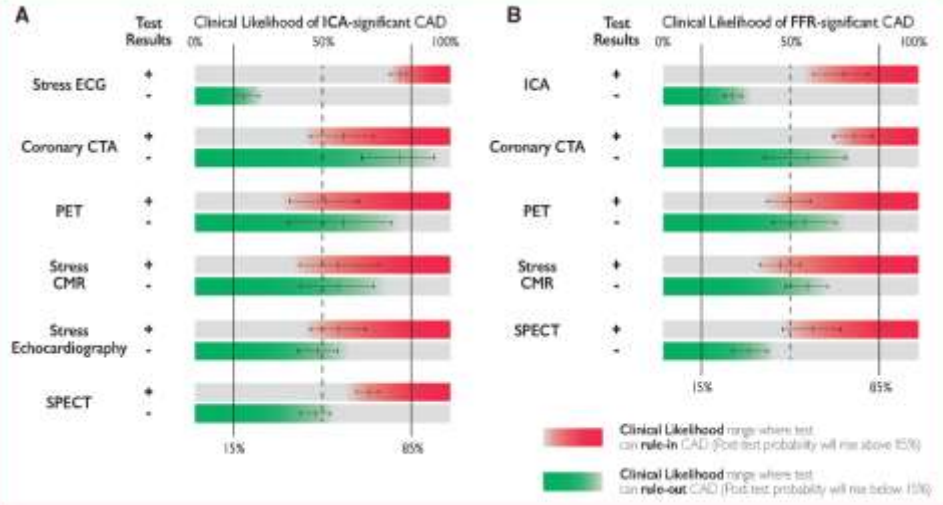 A
Test Results
Clinical Likelihood of ICA-significant CAD
0% 50% 100%
Stress ECG + -
Coronary CTA + -
PET + -
Stress CMR + -
Stress Echocardiography + -
SPECT + -
15% 85%
B
Test Results
Clinical Likelihood of FFR-significant CAD
0% 50% 100%
ICA + -
Coronary CTA + -
PET + -
Stress CMR + -
SPECT + -
15% 85%
Clinical Likelihood range where test
can rule-in CAD (Post-test probability will rise above 85%)
Clinical Likelihood range where test
can rule-out CAD (Post-test probability will rise below 15%)